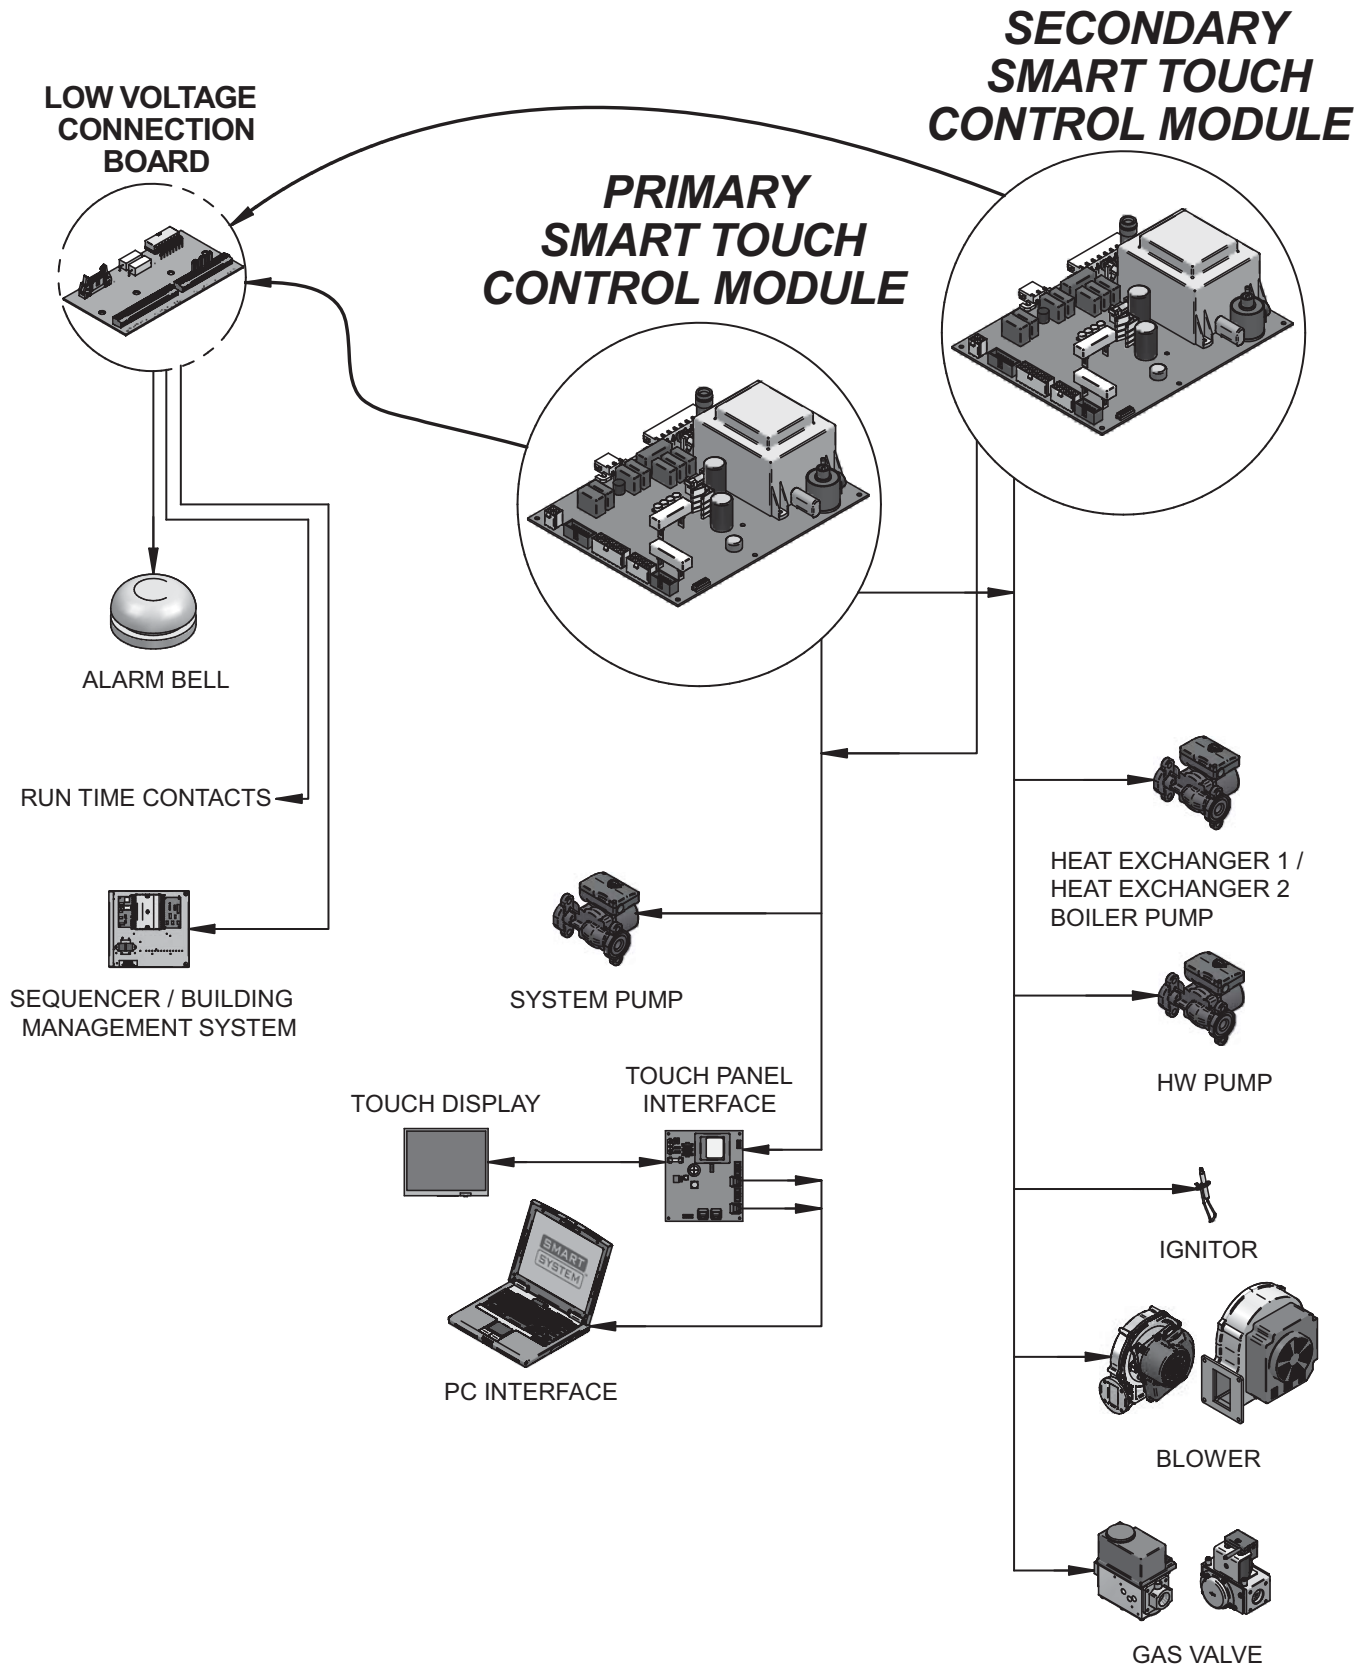 SECONDARY
SMART TOUCH
CONTROL MODULE
LOW VOLTAGE
CONNECTION
BOARD
PRIMARY
SMART TOUCH
CONTROL MODULE
ALARM BELL
RUN TIME CONTACTS
SEQUENCER / BUILDING
MANAGEMENT SYSTEM
HEAT EXCHANGER 1 /
HEAT EXCHANGER 2
BOILER PUMP
SYSTEM PUMP
HW PUMP
TOUCH PANEL
INTERFACE
TOUCH DISPLAY
SMART
SYSTEM
PC INTERFACE
IGNITOR
BLOWER
GAS VALVE